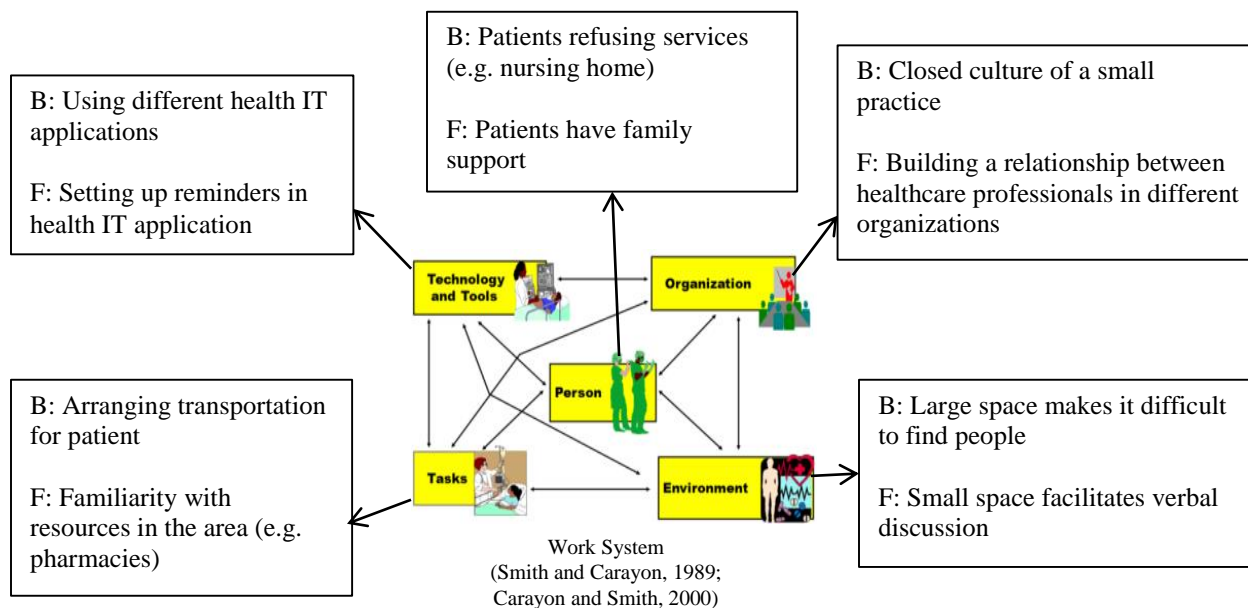 B: Patients refusing services
(e.g. nursing home)
F: Patients have family
support
B: Using different health IT
applications
F: Setting up reminders in
health IT application
B: Closed culture of a small
practice
F: Building a relationship between
healthcare professionals in different
organizations
Technology
and Tools
Organization
Person
Tasks
Environment
B: Arranging transportation
for patient
F: Familiarity with
resources in the area (e.g.
pharmacies)
B: Large space makes it difficult
to find people
F: Small space facilitates verbal
discussion
Work System
(Smith and Carayon, 1989;
Carayon and Smith, 2000)